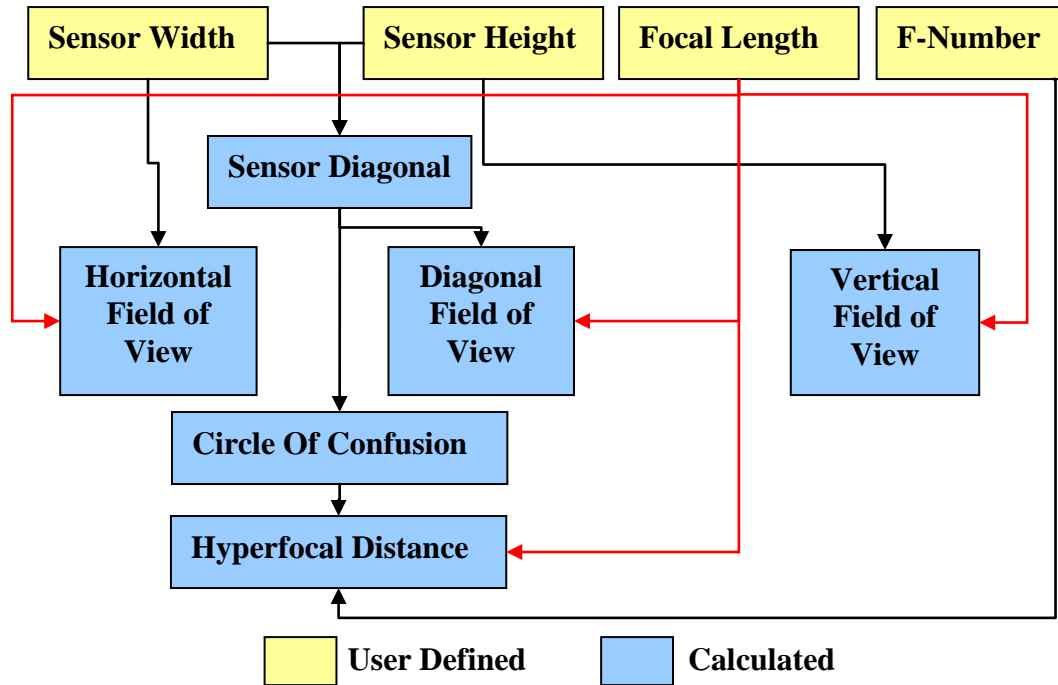 Sensor Width
Sensor Height
Focal Length
F-Number
Sensor Diagonal
Horizontal
Field of
View
Diagonal
Field of
View
Vertical
Field of
View
Circle Of Confusion
Hyperfocal Distance
User Defined
Calculated